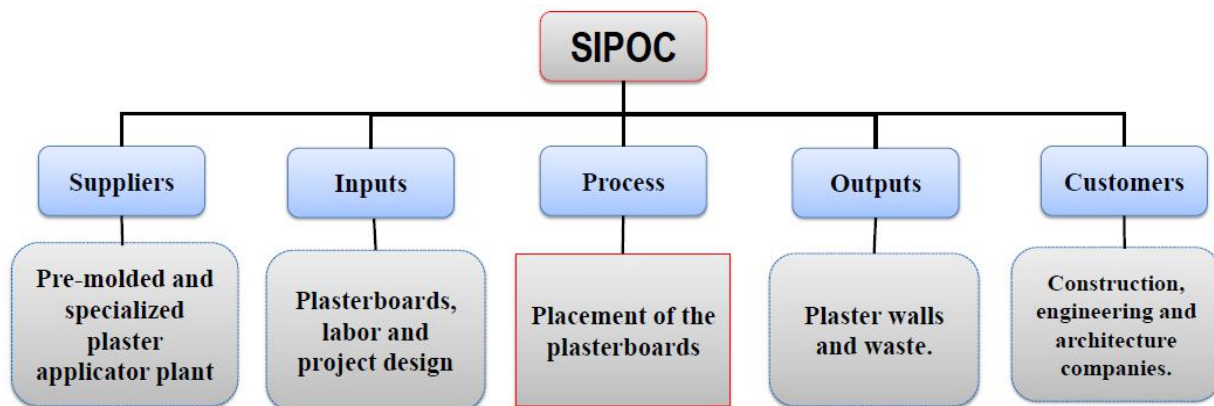 SIPOC
Suppliers
Inputs
Process
Outputs
Customers
Pre-molded and
specialized
plaster
applicator plant
Plasterboards,
labor and
project design
Placement of the
plasterboards
Plaster walls
and waste.
Construction,
engineering and
architecture
companies.